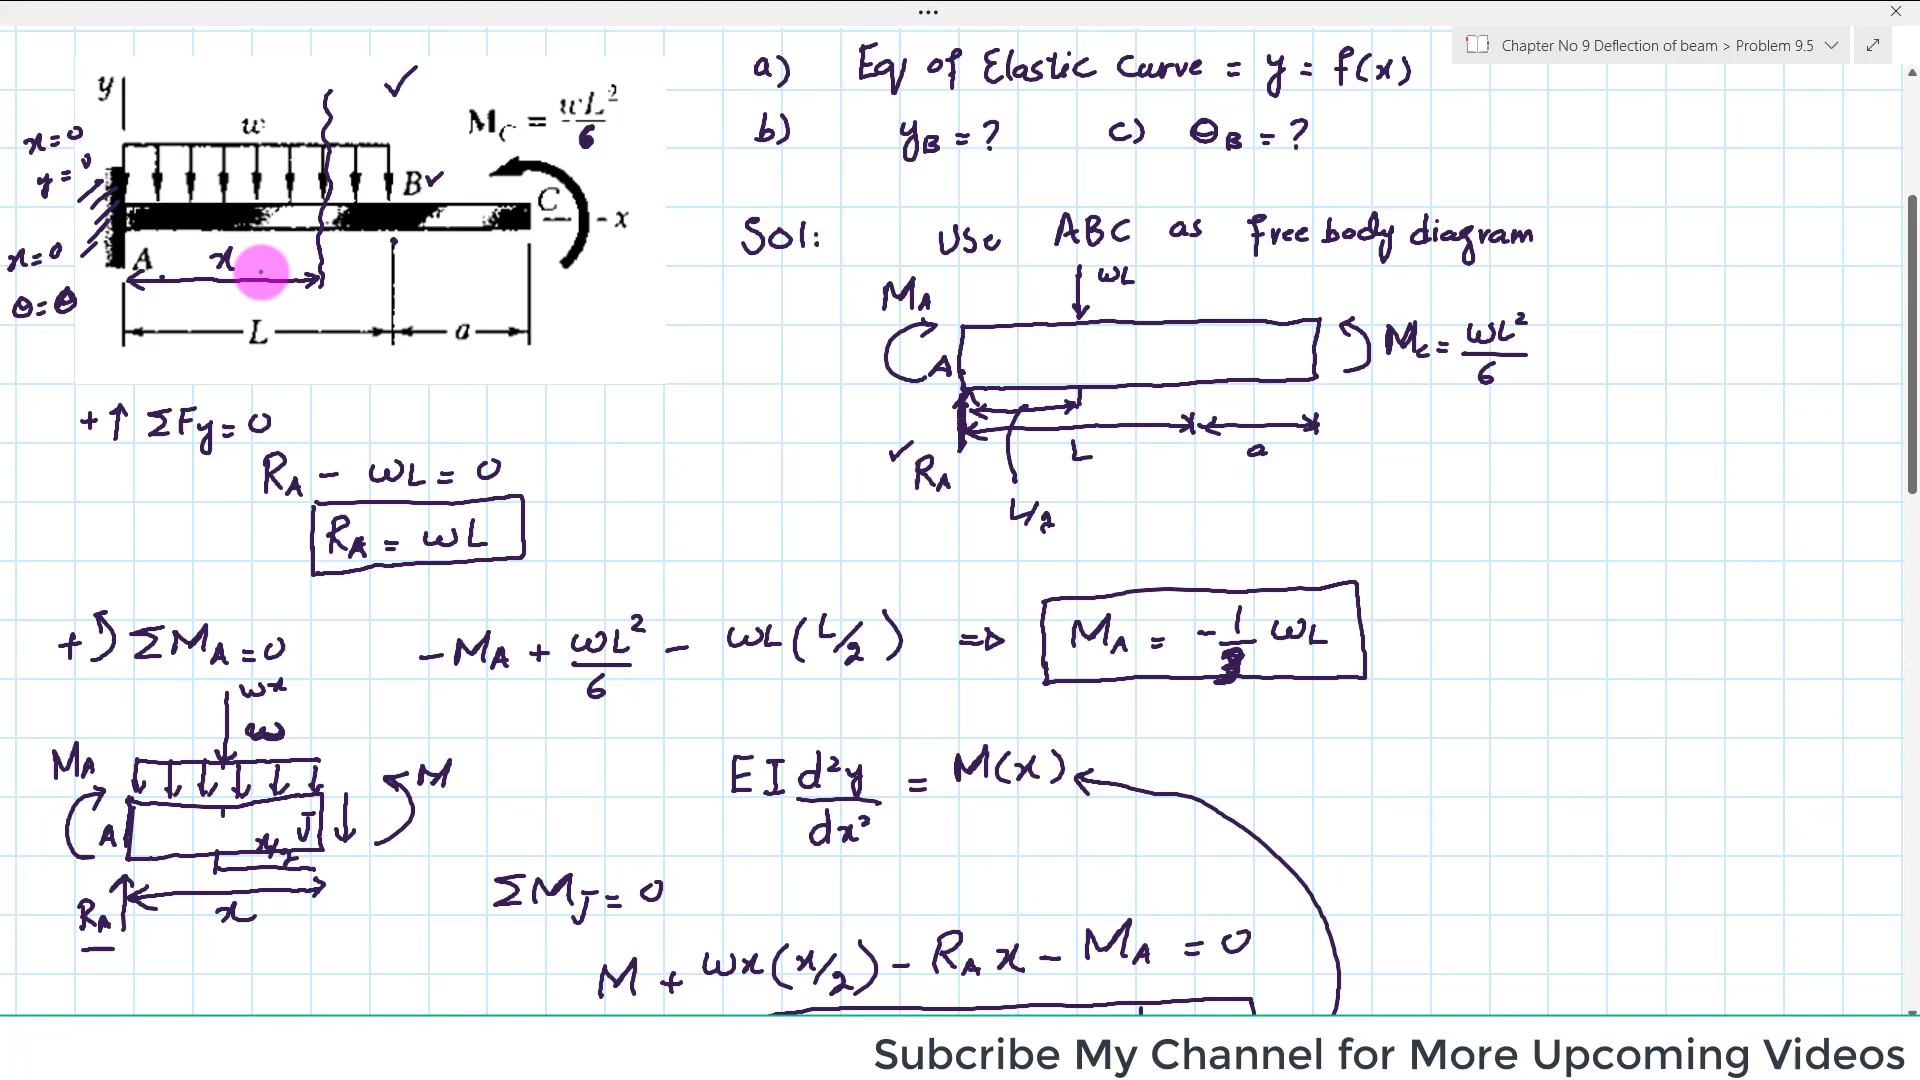 Chapter No 9 Deflection of beam > Problem 9.5
a) Eq of Elastic Curve = y = f(x)
b) yB = ? c) θB = ?
y
w
MC = wL²/6
x=0
y=0
B
C
x
A
x
x=0
θ=θ
L
a
Sol: Use ABC as free body diagram
wL
MA
A
Mc = wL²/6
L
a
RA
L/2
+↑ ΣFy = 0
RA - wL = 0
RA = wL
+ ΣMA = 0 -MA + wL²/6 - wL(L/2) ⇒ MA = -1/3 wL
wx
w
MA
M
A
J
x/2
RA
x
EI d²y/dx² = M(x)
ΣMJ = 0
M + wx(x/2) - RA x - MA = 0
Subcribe My Channel for More Upcoming Videos